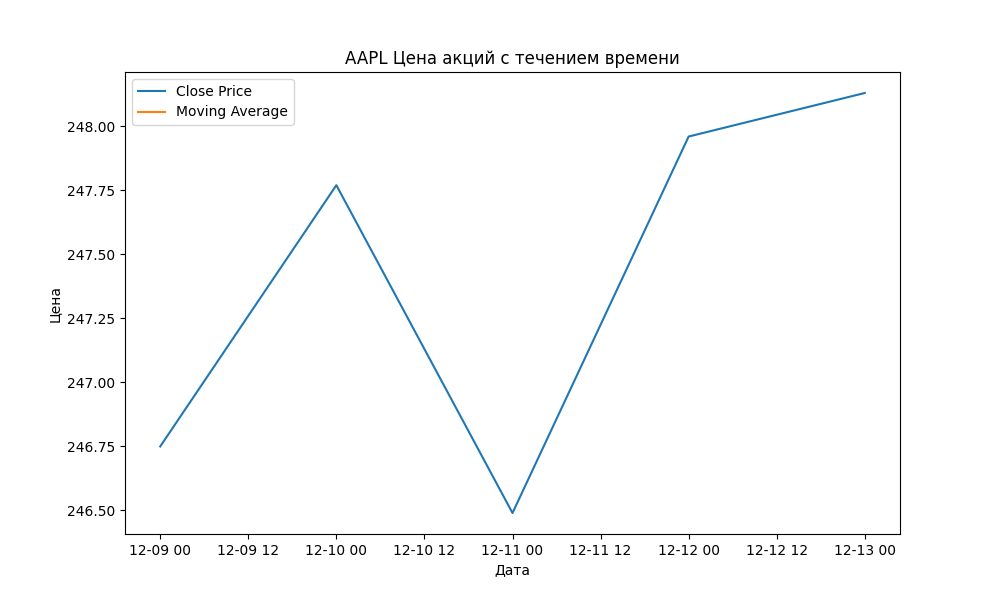 AAPL Цена акций с течением времени
Close Price
Moving Average
248.00
247.75
247.50
247.25
247.00
246.75
246.50
Цена
12-09 00 12-09 12 12-10 00 12-10 12 12-11 00 12-11 12 12-12 00 12-12 12 12-13 00
Дата